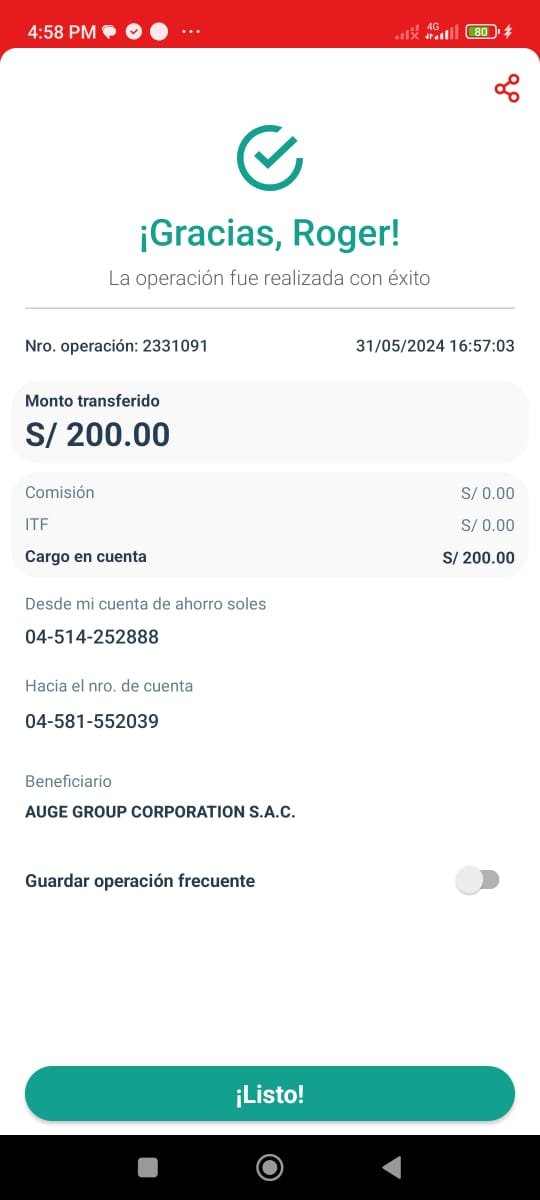 4:58 PM ... 4G 80
¡Gracias, Roger!
La operación fue realizada con éxito
Nro. operación: 2331091 31/05/2024 16:57:03
Monto transferido
S/ 200.00
Comisión S/ 0.00
ITF S/ 0.00
Cargo en cuenta S/ 200.00
Desde mi cuenta de ahorro soles
04-514-252888
Hacia el nro. de cuenta
04-581-552039
Beneficiario
AUGE GROUP CORPORATION S.A.C.
Guardar operación frecuente
¡Listo!